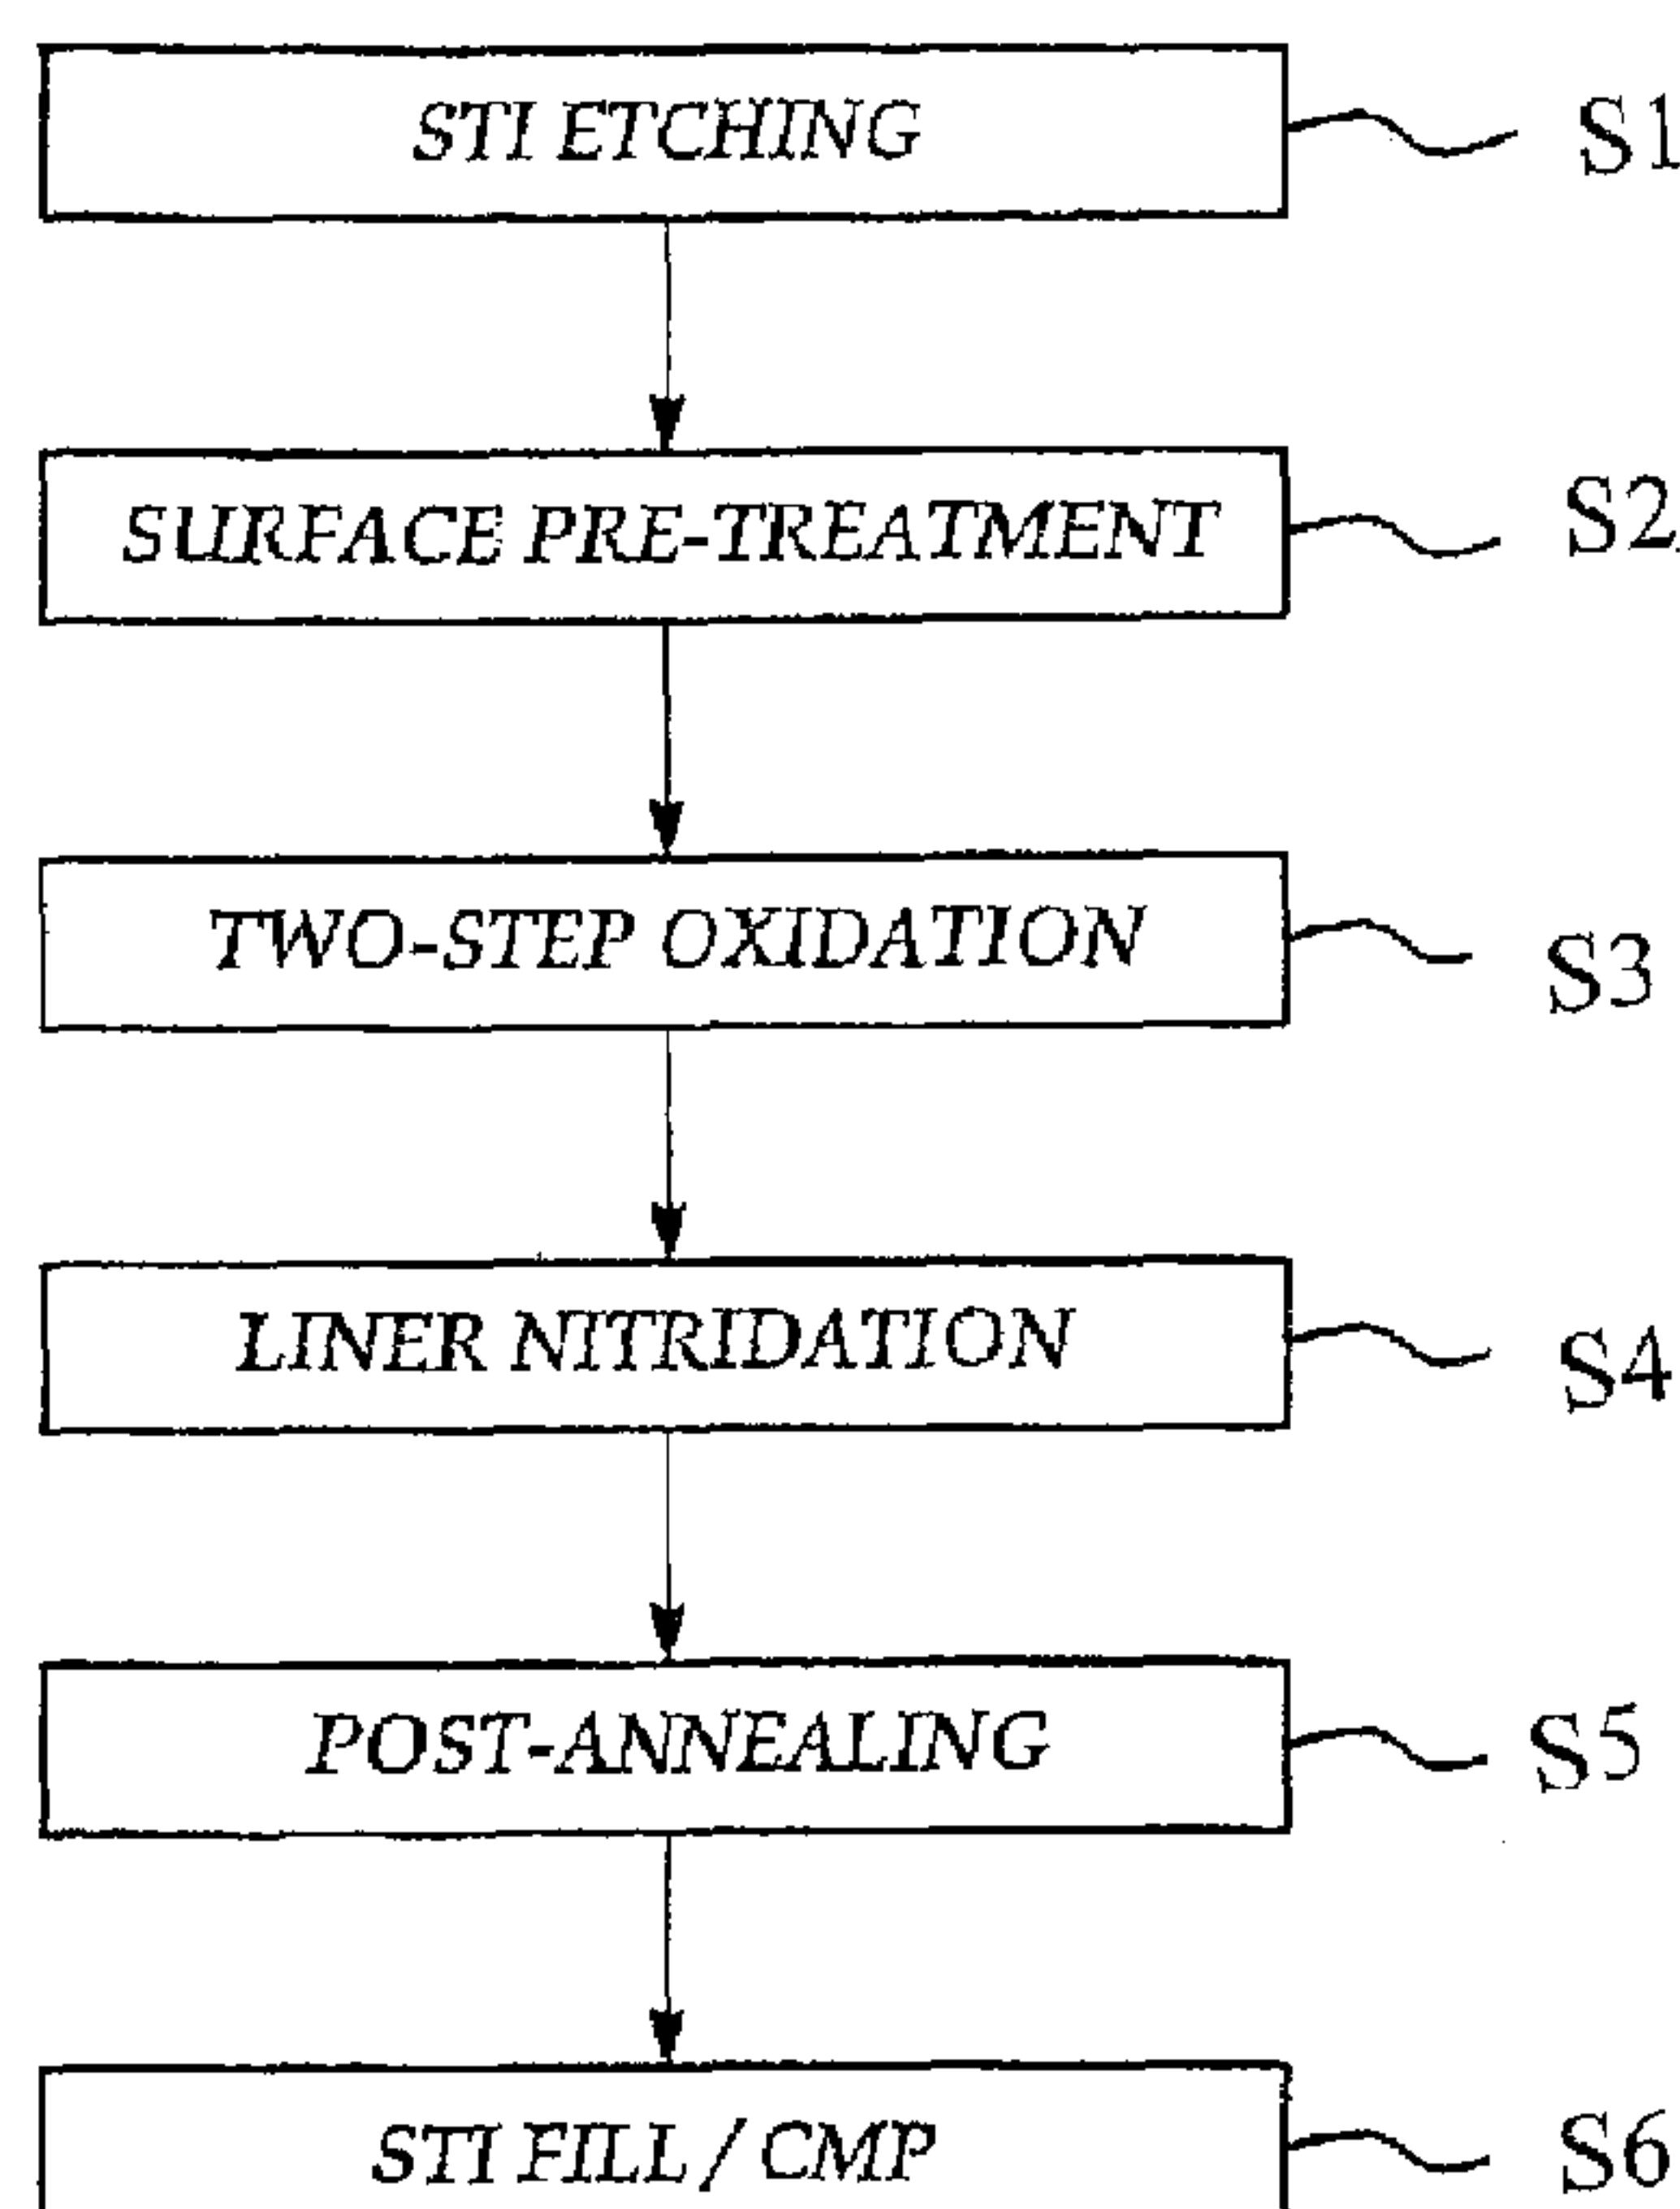 STI ETCHING S1
SURFACE PRE-TREATMENT S2
TWO-STEP OXIDATION S3
LINER NITRIDATION S4
POST-ANNEALING S5
STI FILL / CMP S6